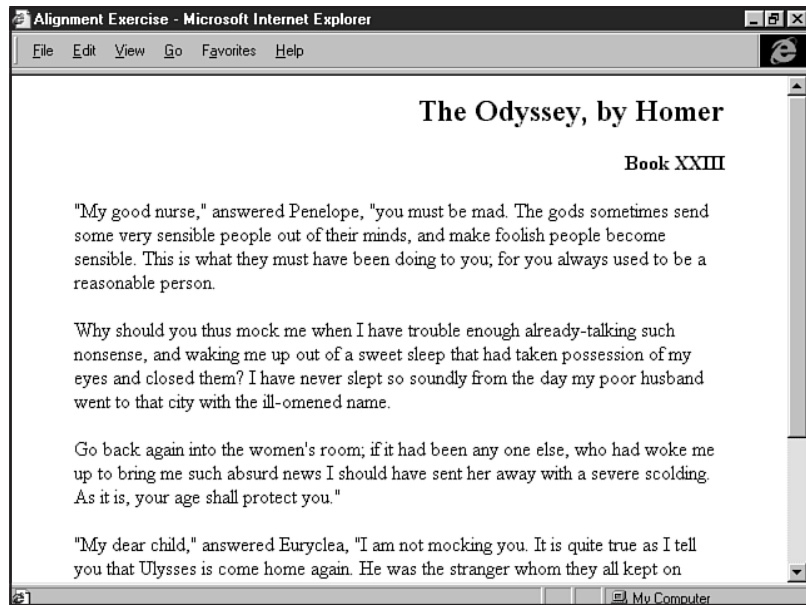 Alignment Exercise - Microsoft Internet Explorer
File Edit View Go Favorites Help
The Odyssey, by Homer
Book XXIII
"My good nurse," answered Penelope, "you must be mad. The gods sometimes send
some very sensible people out of their minds, and make foolish people become
sensible. This is what they must have been doing to you; for you always used to be a
reasonable person.
Why should you thus mock me when I have trouble enough already-talking such
nonsense, and waking me up out of a sweet sleep that had taken possession of my
eyes and closed them? I have never slept so soundly from the day my poor husband
went to that city with the ill-omened name.
Go back again into the women's room; if it had been any one else, who had woke me
up to bring me such absurd news I should have sent her away with a severe scolding.
As it is, your age shall protect you."
"My dear child," answered Euryclea, "I am not mocking you. It is quite true as I tell
you that Ulysses is come home again. He was the stranger whom they all kept on
My Computer